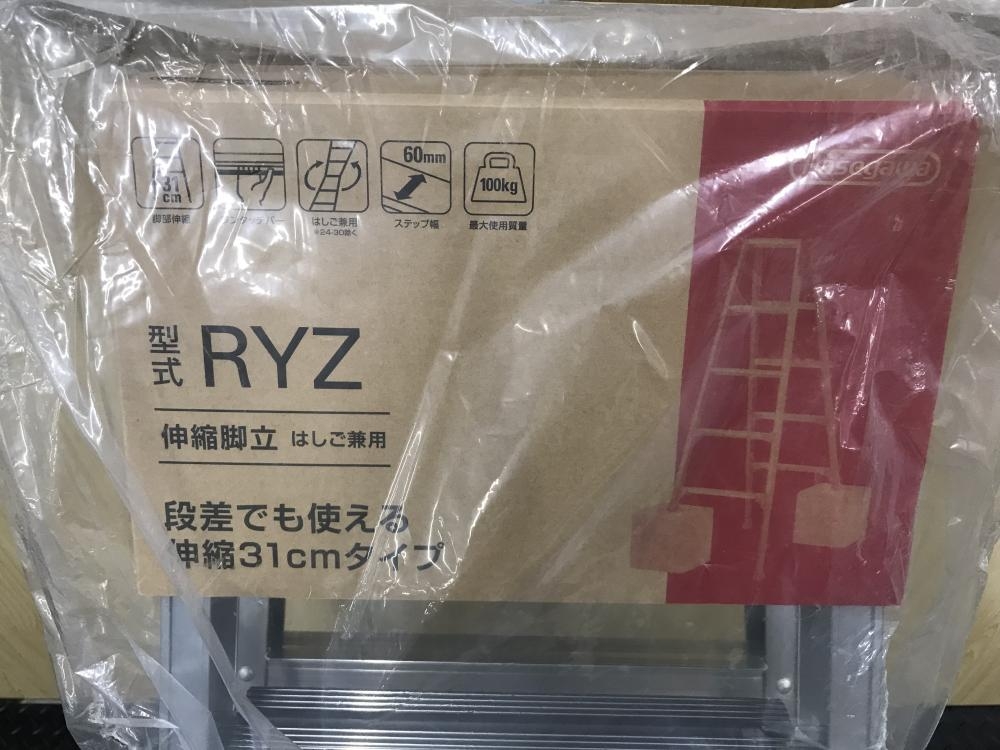 31
cm
60mm
100kg
脚部伸縮
はしご兼用
※24・30除く
ステップ幅
最大使用質量
hasegawa
型式
RYZ
伸縮脚立 はしご兼用
段差でも使える
伸縮31cmタイプ